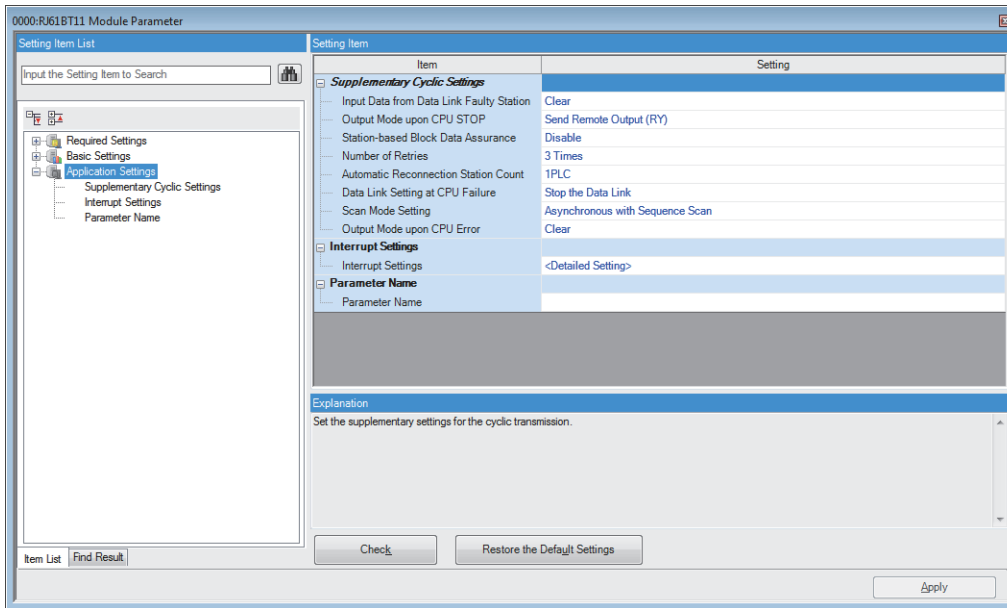 0000:RJ61BT11 Module Parameter
Setting Item List
Input the Setting Item to Search
Required Settings
Basic Settings
Application Settings
Supplementary Cyclic Settings
Interrupt Settings
Parameter Name
Item List Find Result
Setting Item
Item Setting
Supplementary Cyclic Settings
Input Data from Data Link Faulty Station Clear
Output Mode upon CPU STOP Send Remote Output (RY)
Station-based Block Data Assurance Disable
Number of Retries 3 Times
Automatic Reconnection Station Count 1PLC
Data Link Setting at CPU Failure Stop the Data Link
Scan Mode Setting Asynchronous with Sequence Scan
Output Mode upon CPU Error Clear
Interrupt Settings
Interrupt Settings <Detailed Setting>
Parameter Name
Parameter Name
Explanation
Set the supplementary settings for the cyclic transmission.
Check Restore the Default Settings
Apply